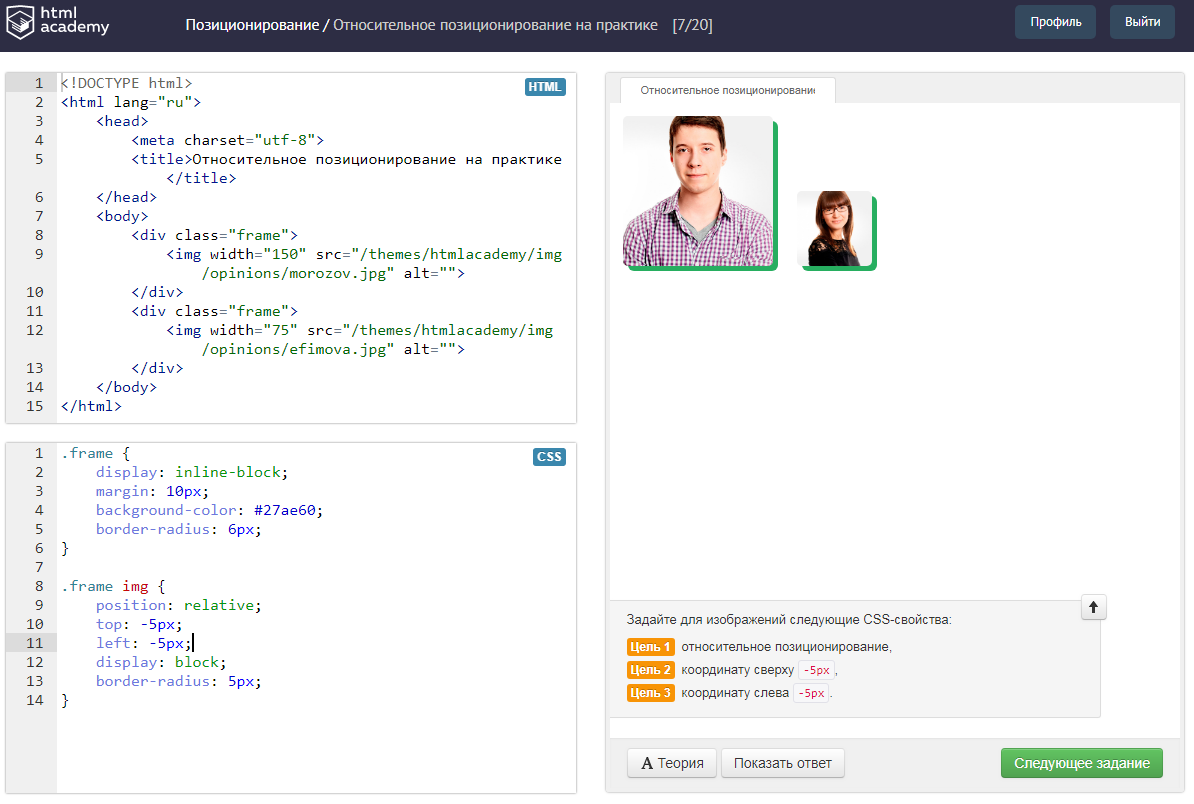 html
academy
Позиционирование / Относительное позиционирование на практике [7/20]
Профиль
Выйти
HTML
1 <!DOCTYPE html>
2 <html lang="ru">
3 <head>
4 <meta charset="utf-8">
5 <title>Относительное позиционирование на практике
</title>
6 </head>
7 <body>
8 <div class="frame">
9 <img width="150" src="/themes/htmlacademy/img
/opinions/morozov.jpg" alt="">
10 </div>
11 <div class="frame">
12 <img width="75" src="/themes/htmlacademy/img
/opinions/efimova.jpg" alt="">
13 </div>
14 </body>
15 </html>
CSS
1 .frame {
2 display: inline-block;
3 margin: 10px;
4 background-color: #27ae60;
5 border-radius: 6px;
6 }
7
8 .frame img {
9 position: relative;
10 top: -5px;
11 left: -5px;
12 display: block;
13 border-radius: 5px;
14 }
Относительное позиционировани
Задайте для изображений следующие CSS-свойства:
Цель 1 относительное позиционирование,
Цель 2 координату сверху -5px,
Цель 3 координату слева -5px.
A Теория
Показать ответ
Следующее задание